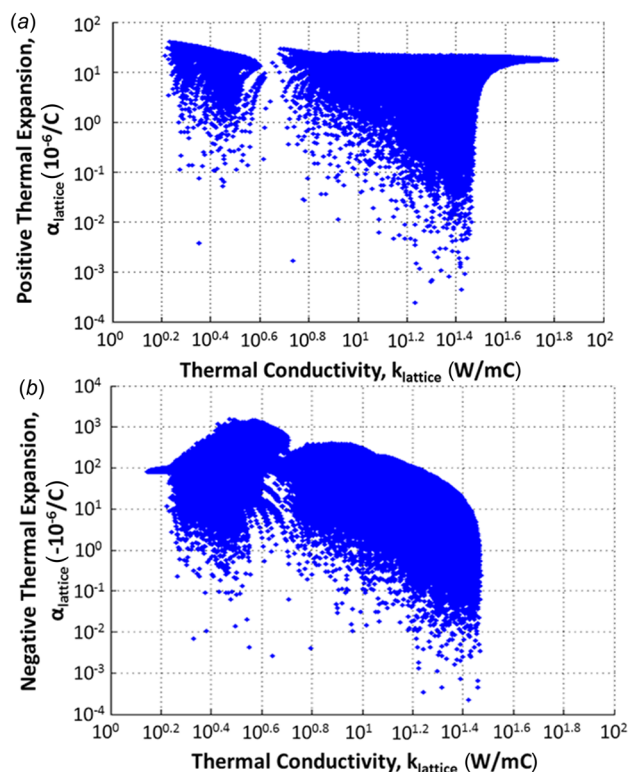 (a)
10^2
10^1
10^0
10^-1
10^-2
10^-3
10^-4
Positive Thermal Expansion,
α_lattice (10^-6/C)
10^0 10^0.2 10^0.4 10^0.6 10^0.8 10^1 10^1.2 10^1.4 10^1.6 10^1.8 10^2
Thermal Conductivity, k_lattice (W/mC)
(b)
10^4
10^3
10^2
10^1
10^0
10^-1
10^-2
10^-3
10^-4
Negative Thermal Expansion,
α_lattice (-10^-6/C)
10^0 10^0.2 10^0.4 10^0.6 10^0.8 10^1 10^1.2 10^1.4 10^1.6 10^1.8 10^2
Thermal Conductivity, k_lattice (W/mC)